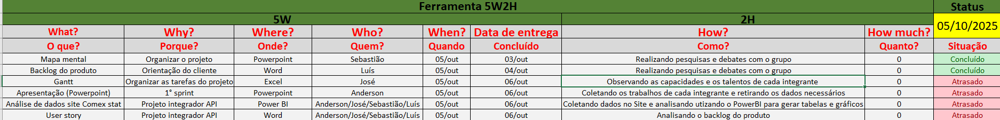 Ferramenta 5W2H Status
5W 2H 05/10/2025
What? Why? Where? Who? When? Data de entrega How? How much?
O que? Porque? Onde? Quem? Quando Concluído Como? Quanto? Situação
Mapa mental Organizar o projeto Powerpoint Sebastião 05/out 03/out Realizando pesquisas e debates com o grupo 0 Concluído
Backlog do produto Orientação do cliente Word Luís 05/out 04/out Realizando pesquisas e debates com o grupo 0 Concluído
Gantt Organizar as tarefas do projeto Excel José 05/out 06/out Observando as capacidades e os talentos de cada integrante 0 Atrasado
Apresentação (Powerpoint) 1° sprint Powerpoint Anderson 05/out 06/out Coletando os trabalhos de cada integrante e retirando os dados necessários 0 Atrasado
Análise de dados site Comex stat Projeto integrador API Power BI Anderson/José/Sebastião/Luís 05/out 06/out Coletando dados no Site e analisando utizando o PowerBI para gerar tabelas e gráficos 0 Atrasado
User story Projeto integrador API Word Anderson/José/Sebastião/Luís 05/out 06/out Analisando o backlog do produto 0 Atrasado